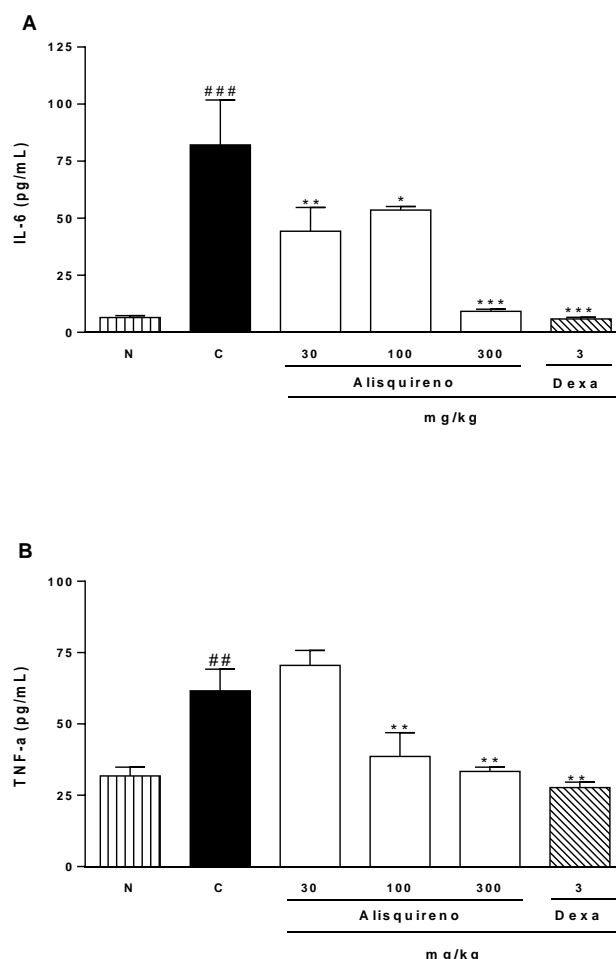 A
125
###
100
IL-6 (pg/mL)
75
**
*
50
25
***
***
0
N C 30 100 300 3
Alisquireno Dexa
mg/kg
B
100
##
75
TNF-a (pg/mL)
50
**
**
**
25
0
N C 30 100 300 3
Alisquireno Dexa
mg/kg